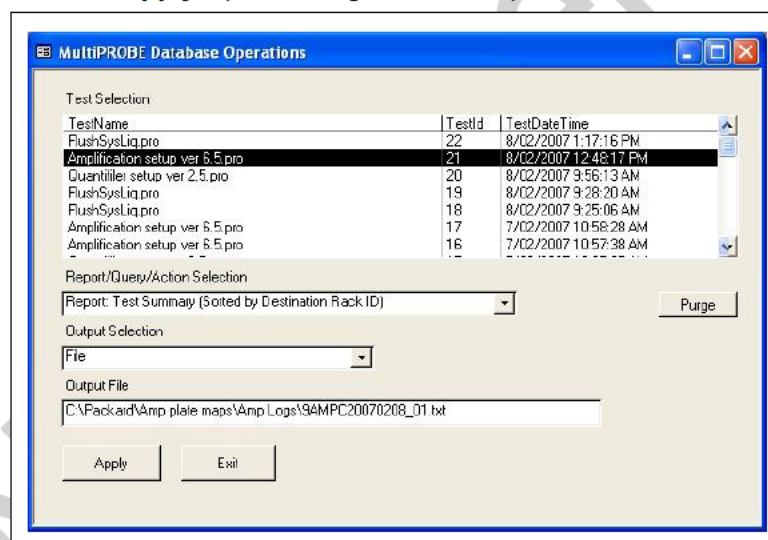 MultiPROBE Database Operations
Test Selection
TestName TestId TestDateTime
FlushSysLiq.pro 22 8/02/2007 1:17:16 PM
Amplification setup ver 6.5.pro 21 8/02/2007 12:48:17 PM
Quantifiler setup ver 2.5.pro 20 8/02/2007 9:56:13 AM
FlushSysLiq.pro 19 8/02/2007 9:28:20 AM
FlushSysLiq.pro 18 8/02/2007 9:25:06 AM
Amplification setup ver 6.5.pro 17 7/02/2007 10:58:28 AM
Amplification setup ver 6.5.pro 16 7/02/2007 10:57:38 AM
Report/Query/Action Selection
Report: Test Summary (Sorted by Destination Rack ID)
Purge
Output Selection
File
Output File
C:\Packard\Amp plate maps\Amp Logs\9AMPC20070208_01.txt
Apply Exit